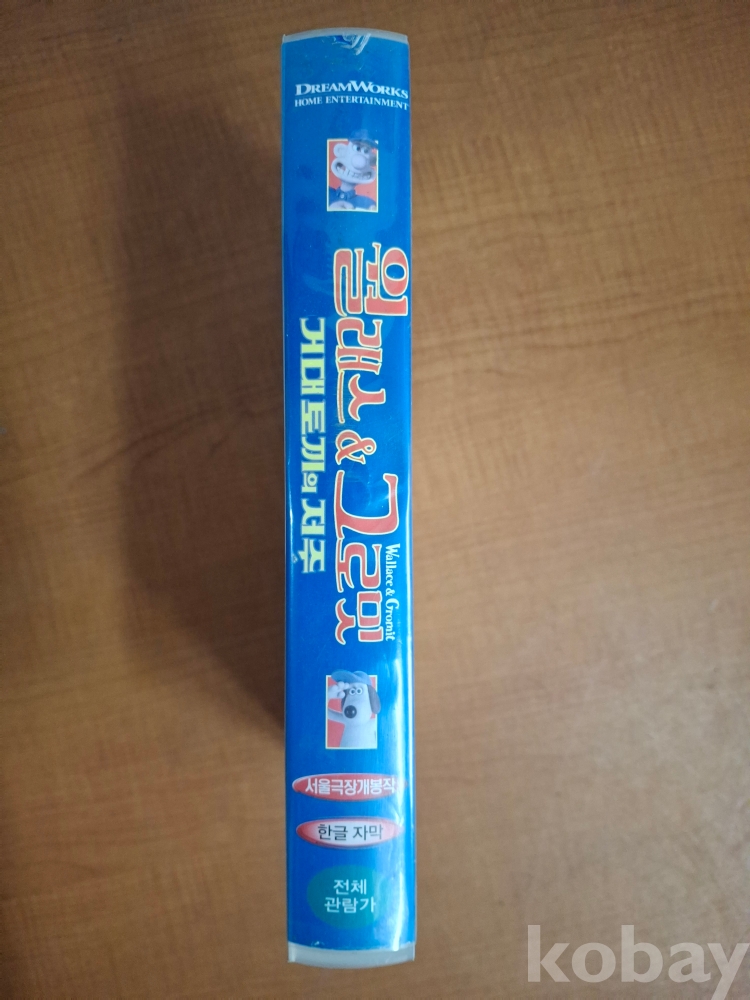 DREAMWORKS
HOME ENTERTAINMENT
월래스 & 그로밋
Wallace & Gromit
거대 토끼의 저주
서울극장개봉작
한글 자막
전체
관람가
kobay